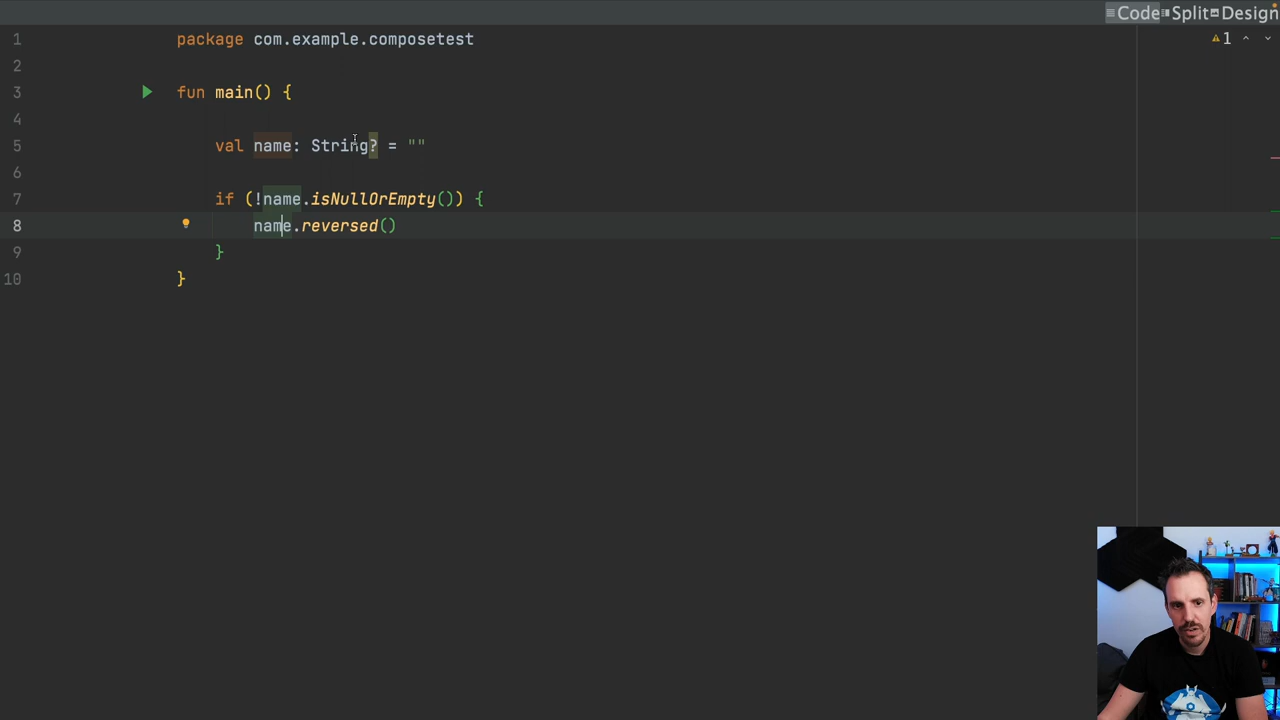 Code Split Design
1 package com.example.composetest
1
2
3 fun main() {
4
5 val name: String? = ""
6
7 if (!name.isNullOrEmpty()) {
8 name.reversed()
9 }
10 }